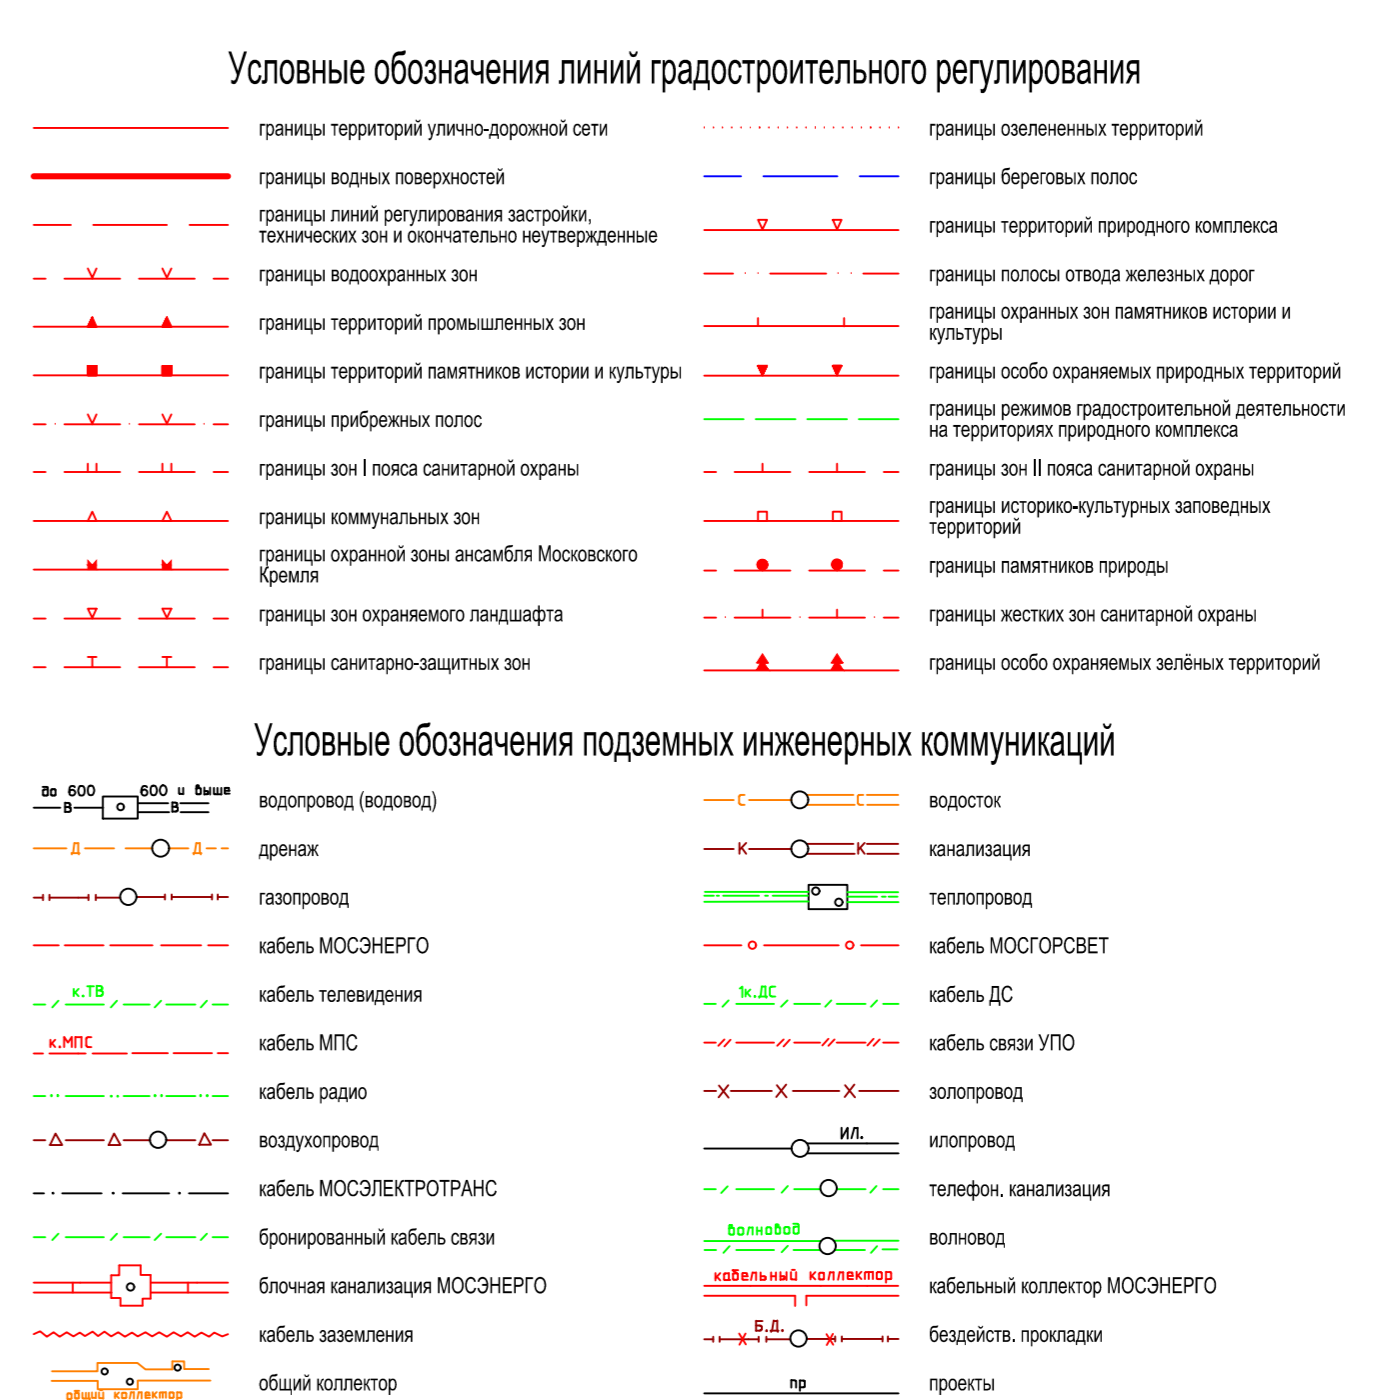 Условные обозначения линий градостроительного регулирования
границы территорий улично-дорожной сети
границы озелененных территорий
границы водных поверхностей
границы береговых полос
границы линий регулирования застройки,
технических зон и окончательно неутвержденные
границы территорий природного комплекса
границы водоохранных зон
границы полосы отвода железных дорог
границы территорий промышленных зон
границы охранных зон памятников истории и
культуры
границы территорий памятников истории и культуры
границы особо охраняемых природных территорий
границы прибрежных полос
границы режимов градостроительной деятельности
на территориях природного комплекса
границы зон I пояса санитарной охраны
границы зон II пояса санитарной охраны
границы коммунальных зон
границы историко-культурных заповедных
территорий
границы охранной зоны ансамбля Московского
Кремля
границы памятников природы
границы зон охраняемого ландшафта
границы жестких зон санитарной охраны
границы санитарно-защитных зон
границы особо охраняемых зелёных территорий
Условные обозначения подземных инженерных коммуникаций
до 600 600 и выше
В В
водопровод (водовод)
С С
водосток
Д Д
дренаж
К К
канализация
газопровод
теплопровод
кабель МОСЭНЕРГО
кабель МОСГОРСВЕТ
к.ТВ
кабель телевидения
1к.ДС
кабель ДС
к.МПС
кабель МПС
кабель связи УПО
кабель радио
золопровод
воздухопровод
ИЛ.
илопровод
кабель МОСЭЛЕКТРОТРАНС
телефон. канализация
бронированный кабель связи
волновод
волновод
блочная канализация МОСЭНЕРГО
кабельный коллектор
кабельный коллектор МОСЭНЕРГО
кабель заземления
Б.Д.
бездейств. прокладки
общий коллектор
общий коллектор
пр
проекты